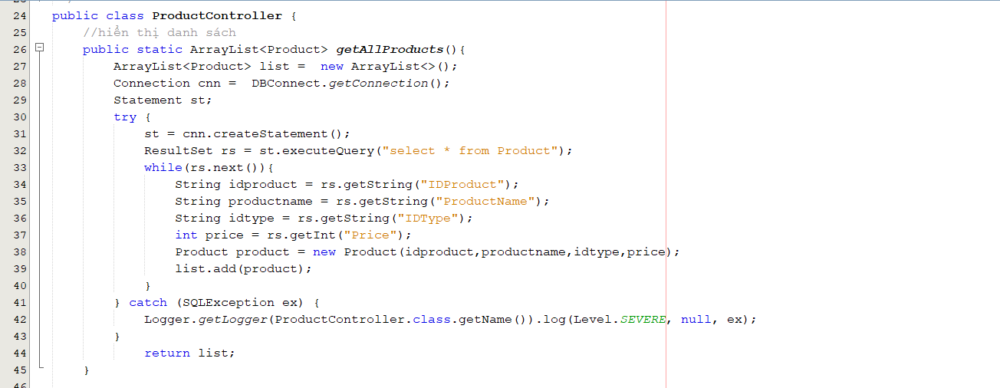 24 public class ProductController {
25 //hiển thị danh sách
26 public static ArrayList<Product> getAllProducts(){
27 ArrayList<Product> list =  new ArrayList<>();
28 Connection cnn =  DBConnect.getConnection();
29 Statement st;
30 try {
31 st = cnn.createStatement();
32 ResultSet rs = st.executeQuery("select * from Product");
33 while(rs.next()){
34 String idproduct = rs.getString("IDProduct");
35 String productname = rs.getString("ProductName");
36 String idtype = rs.getString("IDType");
37 int price = rs.getInt("Price");
38 Product product = new Product(idproduct,productname,idtype,price);
39 list.add(product);
40 }
41 } catch (SQLException ex) {
42 Logger.getLogger(ProductController.class.getName()).log(Level.SEVERE, null, ex);
43 }
44 return list;
45 }
46